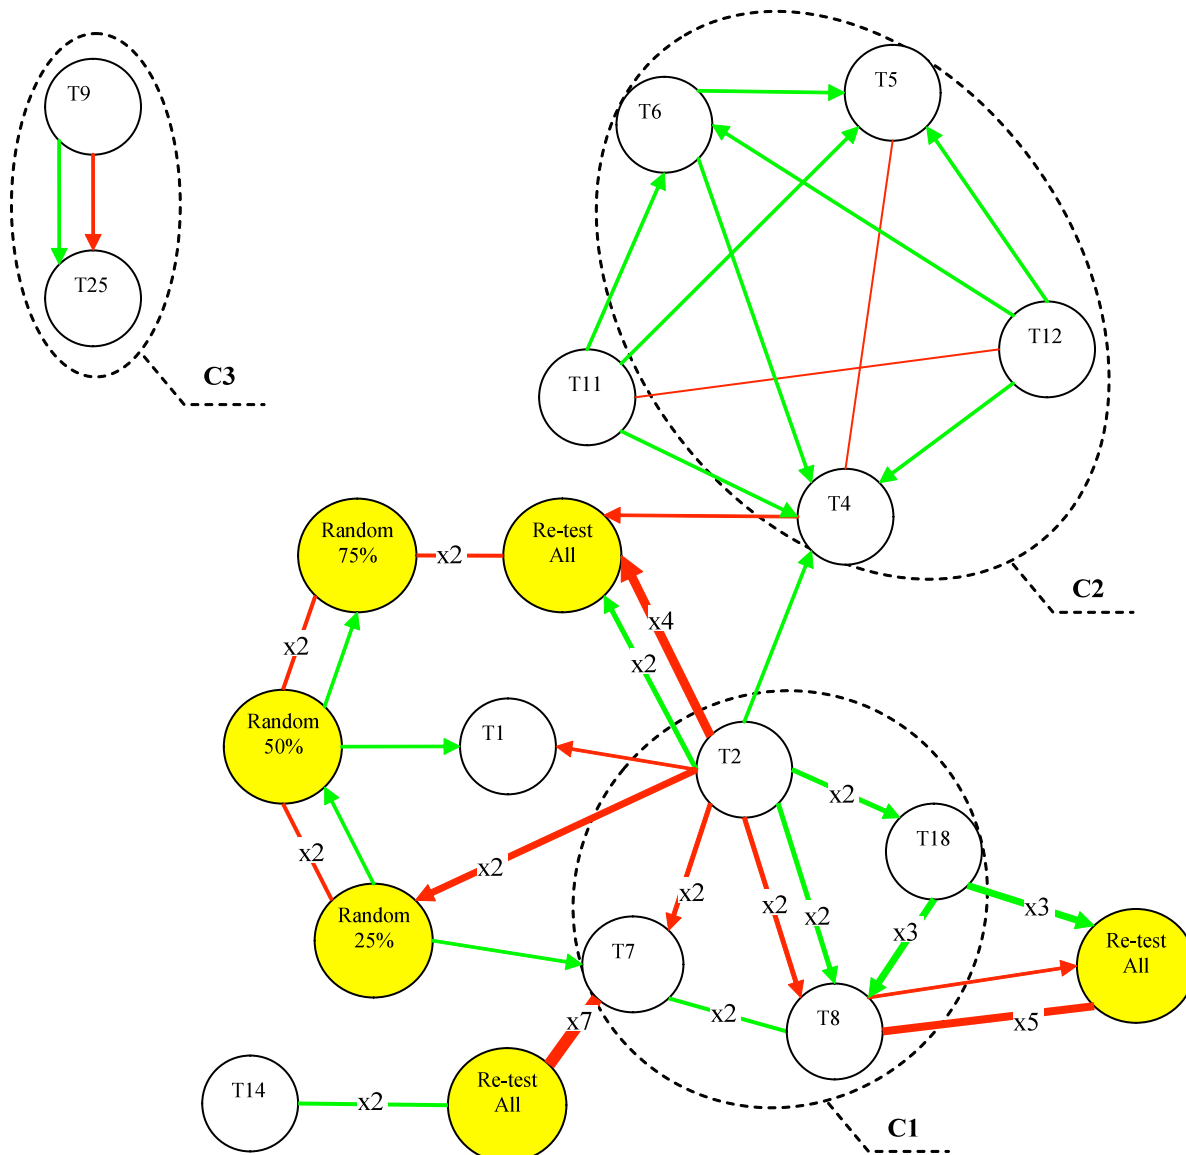 T9
T5
T6
T25
T12
C3
T11
T4
Random
75%
x2
Re-test
All
C2
x4
x2
x2
Random
50%
T1
T2
x2
T18
x2
x2
x2
x2
x2
x3
x3
Random
25%
T7
Re-test
All
x2
T8
x7
x5
T14
x2
Re-test
All
C1